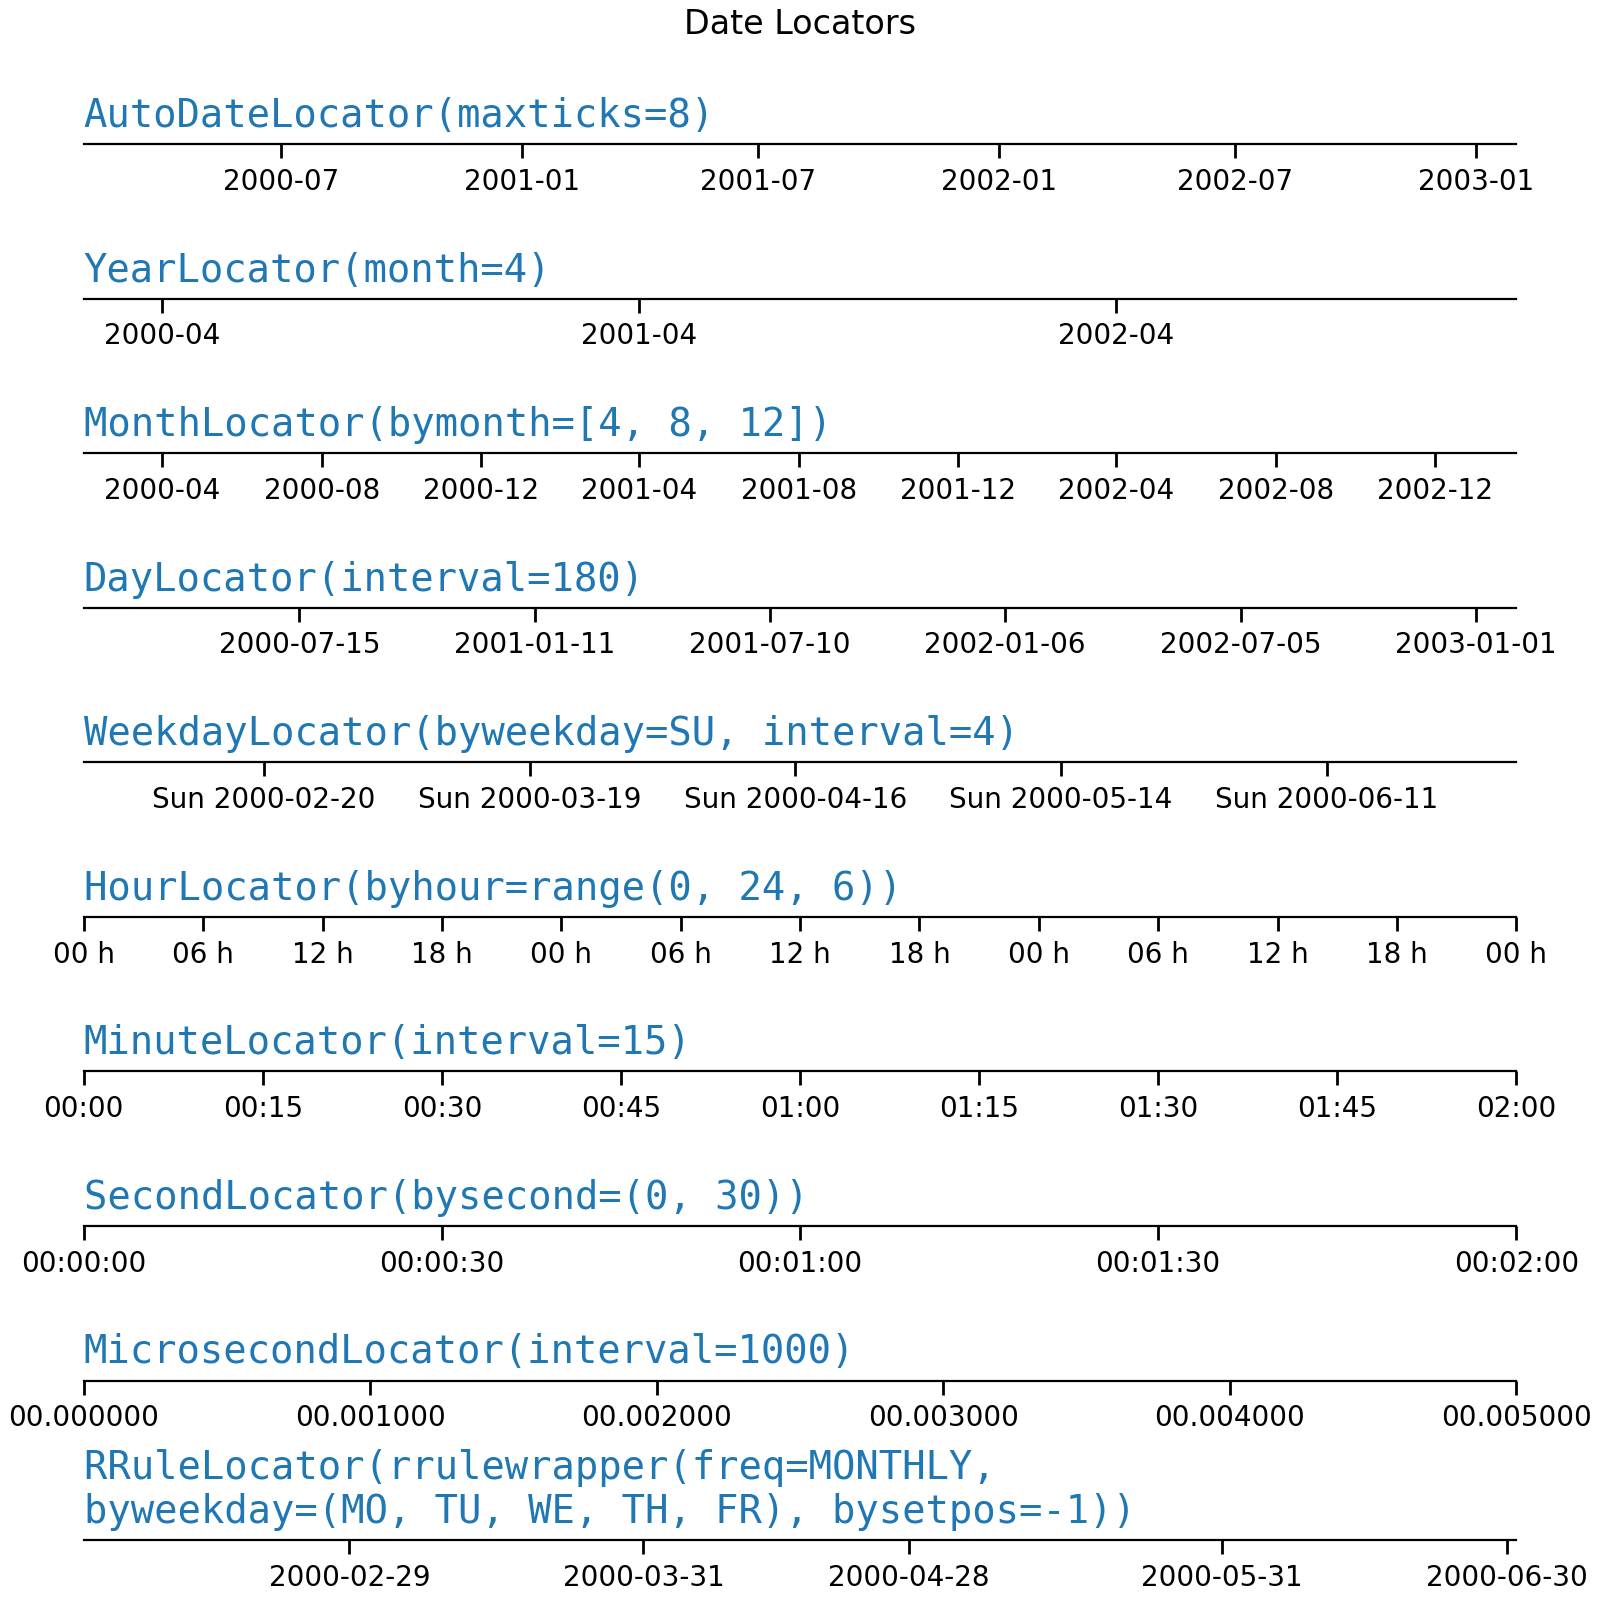 Date Locators
AutoDateLocator(maxticks=8)
2000-07 2001-01 2001-07 2002-01 2002-07 2003-01
YearLocator(month=4)
2000-04 2001-04 2002-04
MonthLocator(bymonth=[4, 8, 12])
2000-04 2000-08 2000-12 2001-04 2001-08 2001-12 2002-04 2002-08 2002-12
DayLocator(interval=180)
2000-07-15 2001-01-11 2001-07-10 2002-01-06 2002-07-05 2003-01-01
WeekdayLocator(byweekday=SU, interval=4)
Sun 2000-02-20 Sun 2000-03-19 Sun 2000-04-16 Sun 2000-05-14 Sun 2000-06-11
HourLocator(byhour=range(0, 24, 6))
00 h 06 h 12 h 18 h 00 h 06 h 12 h 18 h 00 h 06 h 12 h 18 h 00 h
MinuteLocator(interval=15)
00:00 00:15 00:30 00:45 01:00 01:15 01:30 01:45 02:00
SecondLocator(bysecond=(0, 30))
00:00:00 00:00:30 00:01:00 00:01:30 00:02:00
MicrosecondLocator(interval=1000)
00.000000 00.001000 00.002000 00.003000 00.004000 00.005000
RRuleLocator(rrulewrapper(freq=MONTHLY,
byweekday=(MO, TU, WE, TH, FR), bysetpos=-1))
2000-02-29 2000-03-31 2000-04-28 2000-05-31 2000-06-30